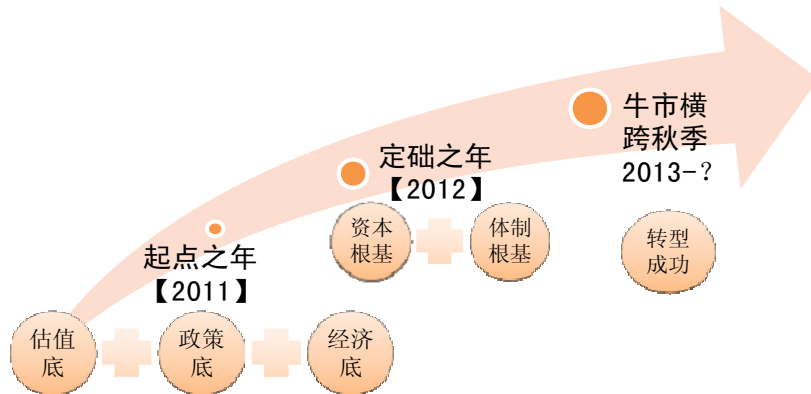 牛市横
跨秋季
2013-？
定础之年
【2012】
资本
根基
体制
根基
转型
成功
起点之年
【2011】
估值
底
政策
底
经济
底